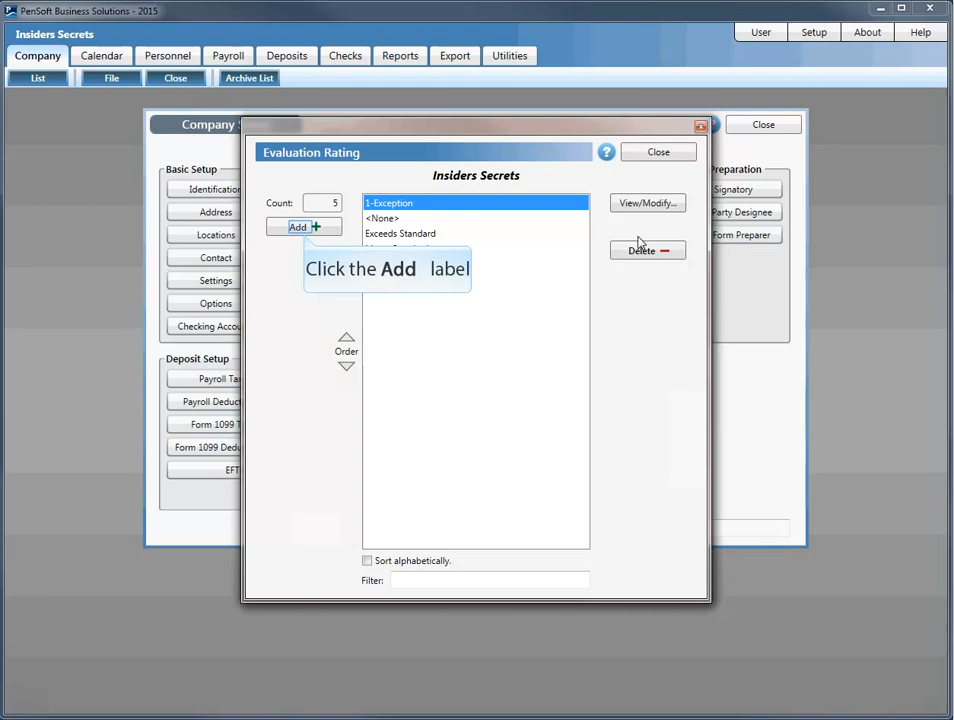 PenSoft Business Solutions - 2015
Insiders Secrets
User
Setup
About
Help
Company
Calendar
Personnel
Payroll
Deposits
Checks
Reports
Export
Utilities
List
File
Close
Archive List
Company
Close
Basic Setup
Identification
Address
Locations
Contact
Settings
Options
Checking Accou
Deposit Setup
Payroll Tax
Payroll Deduct
Form 1099 T
Form 1099 Dedu
EFT
Preparation
Signatory
Party Designee
Form Preparer
Evaluation Rating
?
Close
Insiders Secrets
Count: 5
Add
1-Exception
<None>
Exceeds Standard
View/Modify...
Delete
Click the Add label
Order
Sort alphabetically.
Filter: